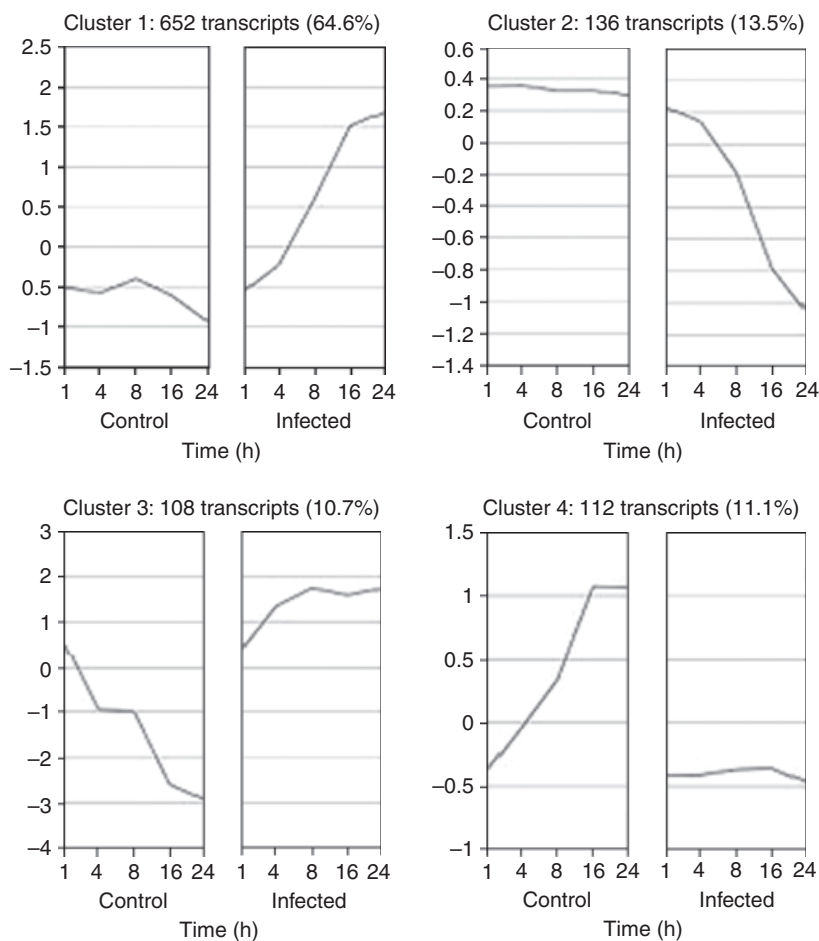 Cluster 1: 652 transcripts (64.6%)
2.5
2
1.5
1
0.5
0
0.5
–1
–1.5
1 4 8 16 24
1 4 8 16 24
Control
Infected
Time (h)
Cluster 2: 136 transcripts (13.5%)
0.6
0.4
0.2
0
–0.2
–0.4
–0.6
–0.8
–1
–1.2
–1.4
1 4 8 16 24
1 4 8 16 24
Control
Infected
Time (h)
Cluster 3: 108 transcripts (10.7%)
3
2
1
0
–1
–2
–3
–4
1 4 8 16 24
1 4 8 16 24
Control
Infected
Time (h)
Cluster 4: 112 transcripts (11.1%)
1.5
1
0.5
0
–0.5
–1
1 4 8 16 24
1 4 8 16 24
Control
Infected
Time (h)